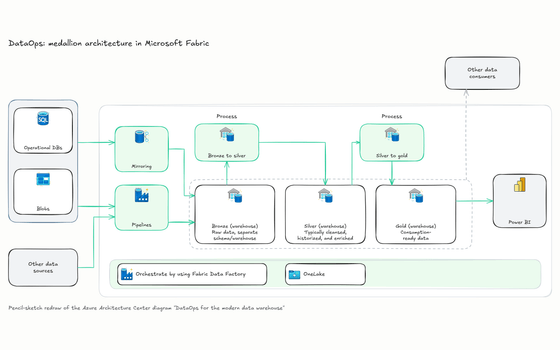 DataOps: medallion architecture in Microsoft Fabric
Other data
consumers
Process
Process
SQL
Operational DBs
Mirroring
Bronze to silver
Silver to gold
Blobs
Pipelines
Bronze (warehouse)
Raw data, separate
schema/warehouse
Silver (warehouse)
Typically cleansed,
historized, and enriched
Gold (warehouse)
Consumption-
ready data
Power BI
Other data
sources
Orchestrate by using Fabric Data Factory
OneLake
Pencil-sketch redraw of the Azure Architecture Center diagram "DataOps for the modern data warehouse"